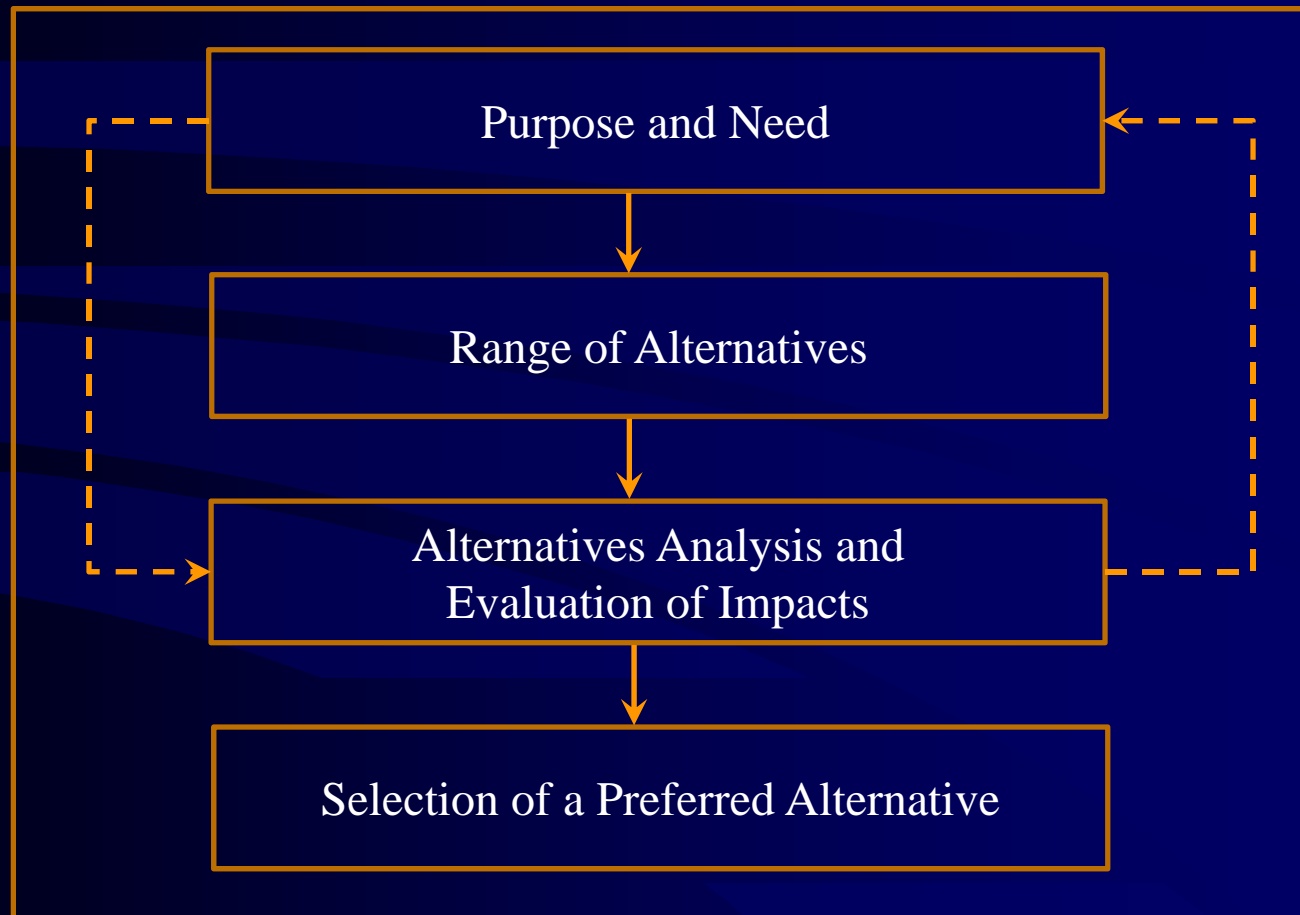 Purpose and Need
Range of Alternatives
Alternatives Analysis and
Evaluation of Impacts
Selection of a Preferred Alternative